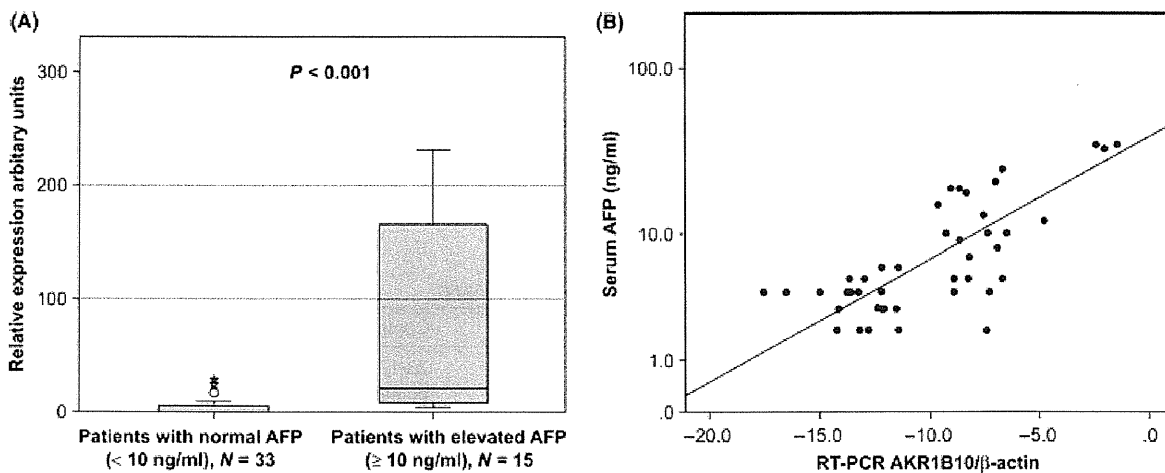 (A)
Relative expression arbitary units
300
200
100
0
P < 0.001
Patients with normal AFP
(< 10 ng/ml), N = 33
Patients with elevated AFP
(≥ 10 ng/ml), N = 15
(B)
Serum AFP (ng/ml)
100.0
10.0
1.0
.0
−20.0
−15.0
−10.0
−5.0
.0
RT-PCR AKR1B10/β-actin